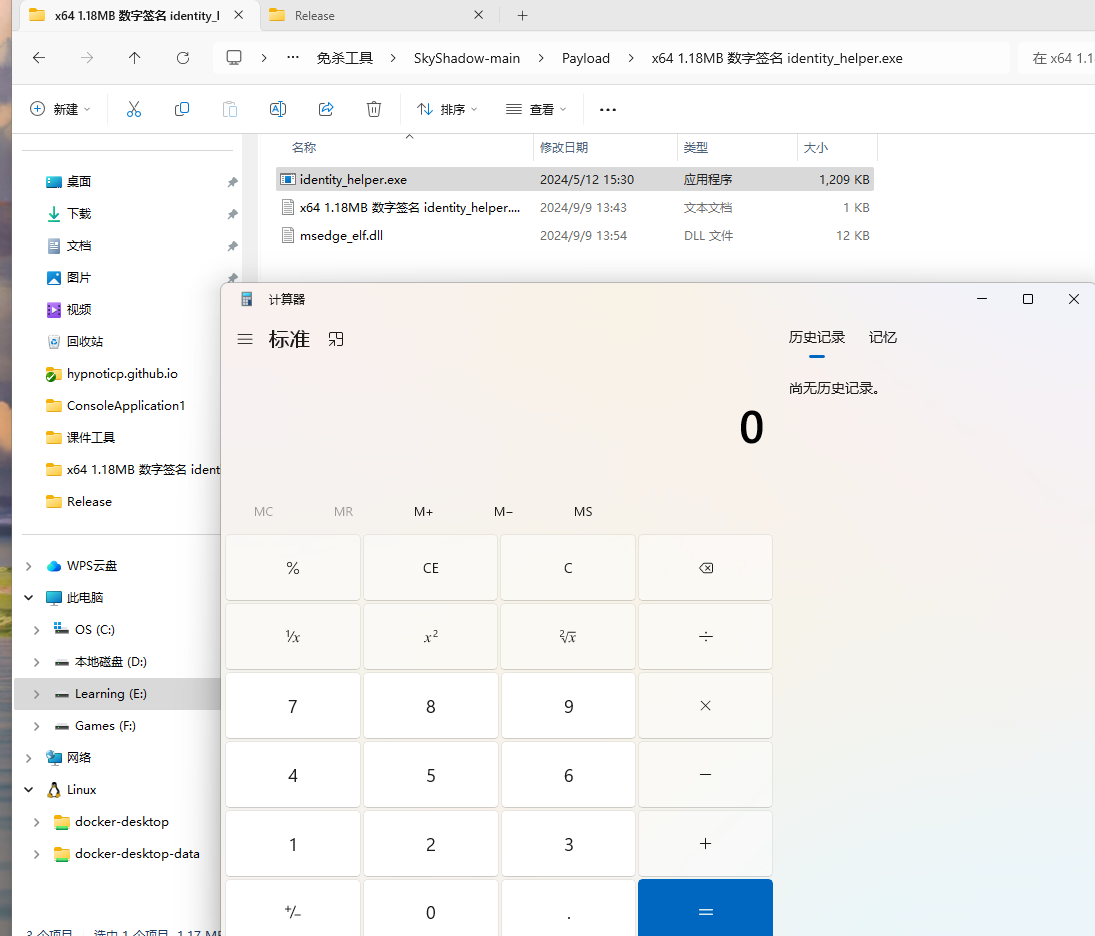 x64 1.18MB 数字签名 identity_l
Release
… 免杀工具 > SkyShadow-main > Payload > x64 1.18MB 数字签名 identity_helper.exe
在 x64 1.1
新建
排序
查看
名称 修改日期 类型 大小
identity_helper.exe 2024/5/12 15:30 应用程序 1,209 KB
x64 1.18MB 数字签名 identity_helper.... 2024/9/9 13:43 文本文档 1 KB
msedge_elf.dll 2024/9/9 13:54 DLL 文件 12 KB
桌面
下载
文档
图片
视频
回收站
hypnoticp.github.io
ConsoleApplication1
课件工具
x64 1.18MB 数字签名 ident
Release
WPS云盘
此电脑
OS (C:)
本地磁盘 (D:)
Learning (E:)
Games (F:)
网络
Linux
docker-desktop
docker-desktop-data
3 个项目 选中 1 个项目 1.17 MB
计算器
标准
历史记录 记忆
尚无历史记录。
0
MC MR M+ M− MS
% CE C
⅟x x² ²√x ÷
7 8 9 ×
4 5 6 −
1 2 3 +
+/− 0 . =